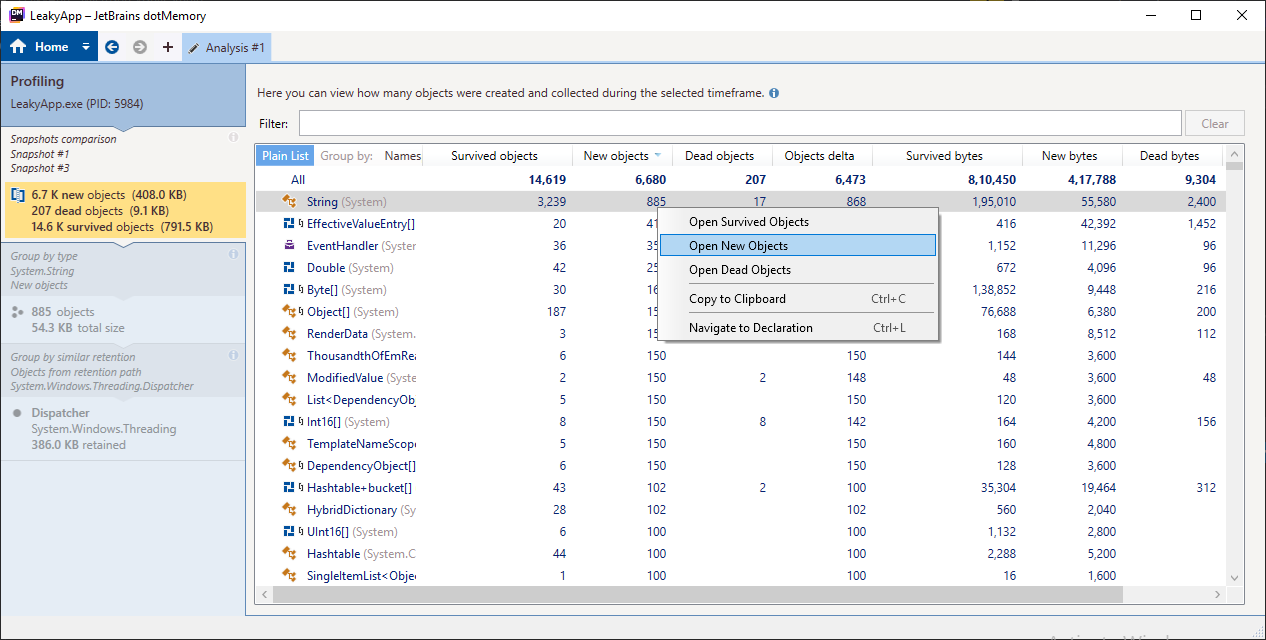 LeakyApp – JetBrains dotMemory
Home
Analysis #1
Profiling
LeakyApp.exe (PID: 5984)
Snapshots comparison
Snapshot #1
Snapshot #3
6.7 K new objects (408.0 KB)
207 dead objects (9.1 KB)
14.6 K survived objects (791.5 KB)
Group by type
System.String
New objects
885 objects
54.3 KB total size
Group by similar retention
Objects from retention path
System.Windows.Threading.Dispatcher
Dispatcher
System.Windows.Threading
386.0 KB retained
Here you can view how many objects were created and collected during the selected timeframe.
Filter:
Clear
Plain List Group by: Names Survived objects New objects Dead objects Objects delta Survived bytes New bytes Dead bytes
All 14,619 6,680 207 6,473 8,10,450 4,17,788 9,304
String (System) 3,239 885 17 868 1,95,010 55,580 2,400
EffectiveValueEntry[] 20 41 416 42,392 1,452
EventHandler (System 36 35 1,152 11,296 96
Double (System) 42 25 672 4,096 96
Byte[] (System) 30 16 1,38,852 9,448 216
Object[] (System) 187 15 76,688 6,380 200
RenderData (System. 3 15 168 8,512 112
ThousandthOfEmRea 6 150 150 144 3,600
ModifiedValue (Syste 2 150 2 148 48 3,600 48
List<DependencyObj 5 150 150 120 3,600
Int16[] (System) 8 150 8 142 164 4,200 156
TemplateNameScop 5 150 150 160 4,800
DependencyObject[] 6 150 150 128 3,600
Hashtable+bucket[] 43 102 2 100 35,304 19,464 312
HybridDictionary (Sy 28 102 102 560 2,040
UInt16[] (System) 6 100 100 1,132 2,800
Hashtable (System.C 44 100 100 2,288 5,200
SingleItemList<Obje 1 100 100 16 1,600
Open Survived Objects
Open New Objects
Open Dead Objects
Copy to Clipboard Ctrl+C
Navigate to Declaration Ctrl+L